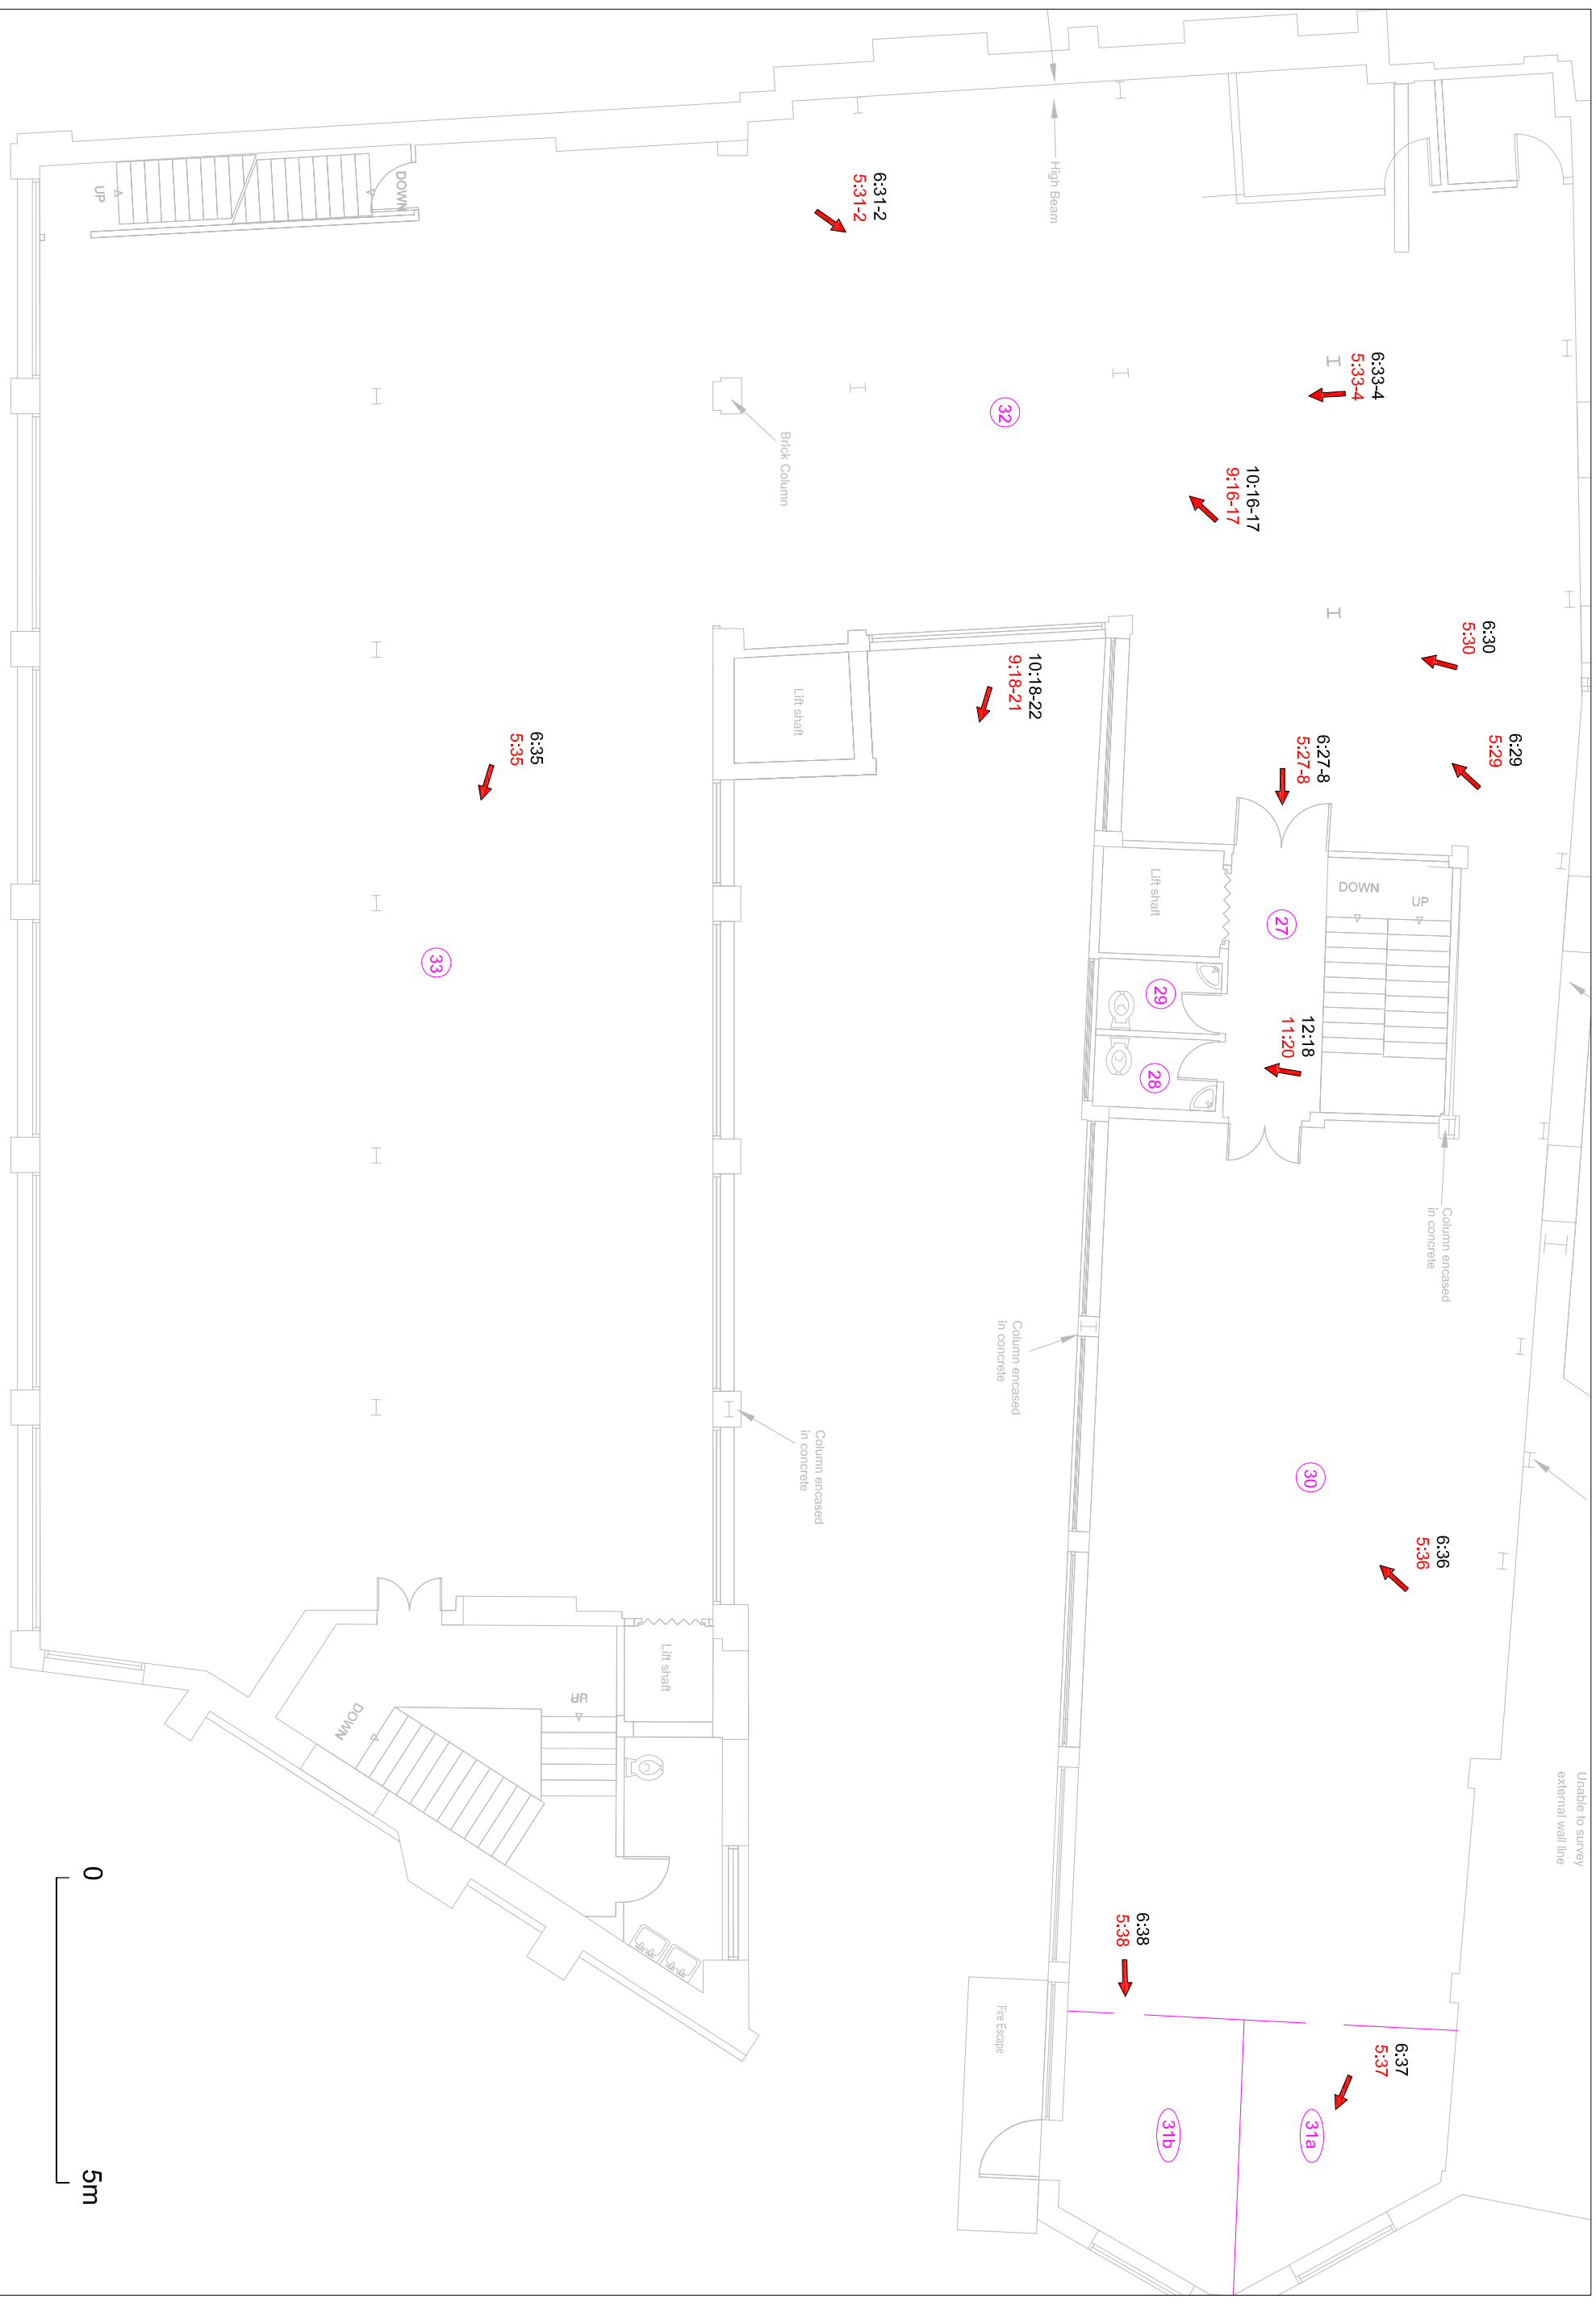 UP
DOWN
6:31-2
5:31-2
High Beam
6:33-4
5:33-4
32
Brick Column
10:16-17
9:16-17
6:30
5:30
10:18-22
9:18-21
Lift shaft
6:35
5:35
6:27-8
5:27-8
6:29
5:29
Lift shaft
DOWN
UP
27
33
29
28
12:18
11:20
Column encased
in concrete
Column encased
in concrete
Column encased
in concrete
30
6:36
5:36
Lift shaft
UP
DOWN
Unable to survey
external wall line
6:38
5:38
Fire Escape
6:37
5:37
31b
31a
0
5m